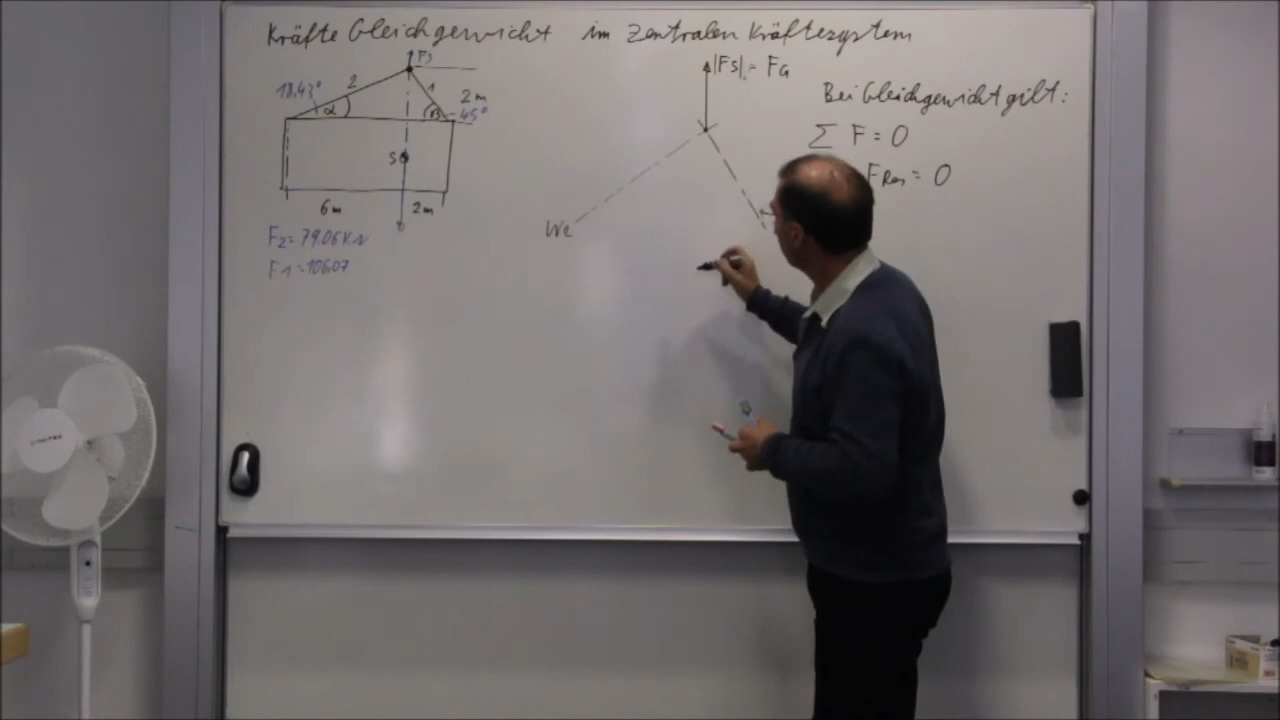 Kräfte Gleichgewicht im Zentralen Kräftesystem
Fs
18,43°
2
1
2m
α
β
45°
S
6m
2m
F2 = 79.06 KN
F1 = 106,07
|Fs| = FG
We
Bei Gleichgewicht gilt:
Σ F = 0
FRes = 0